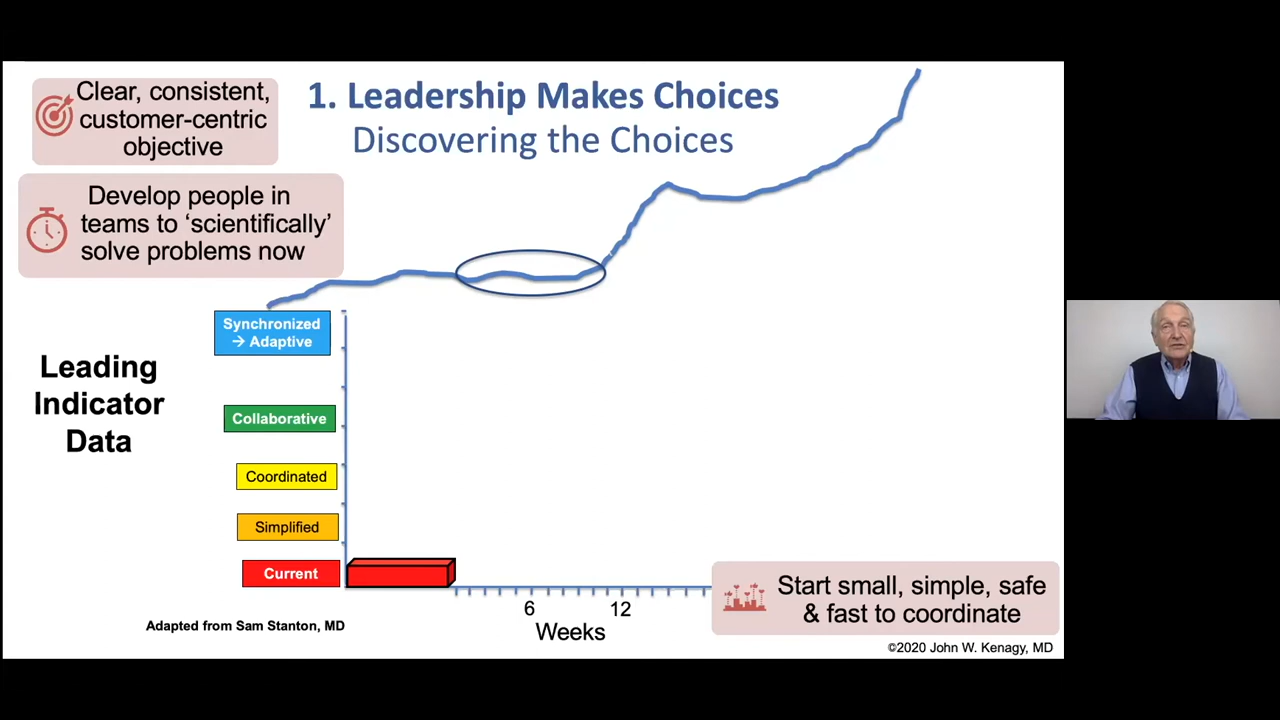 Clear, consistent,
customer-centric
objective
1. Leadership Makes Choices
Discovering the Choices
Develop people in
teams to ‘scientifically’
solve problems now
Leading
Indicator
Data
Synchronized
→ Adaptive
Collaborative
Coordinated
Simplified
Current
6 12
Weeks
Start small, simple, safe
& fast to coordinate
Adapted from Sam Stanton, MD
©2020 John W. Kenagy, MD